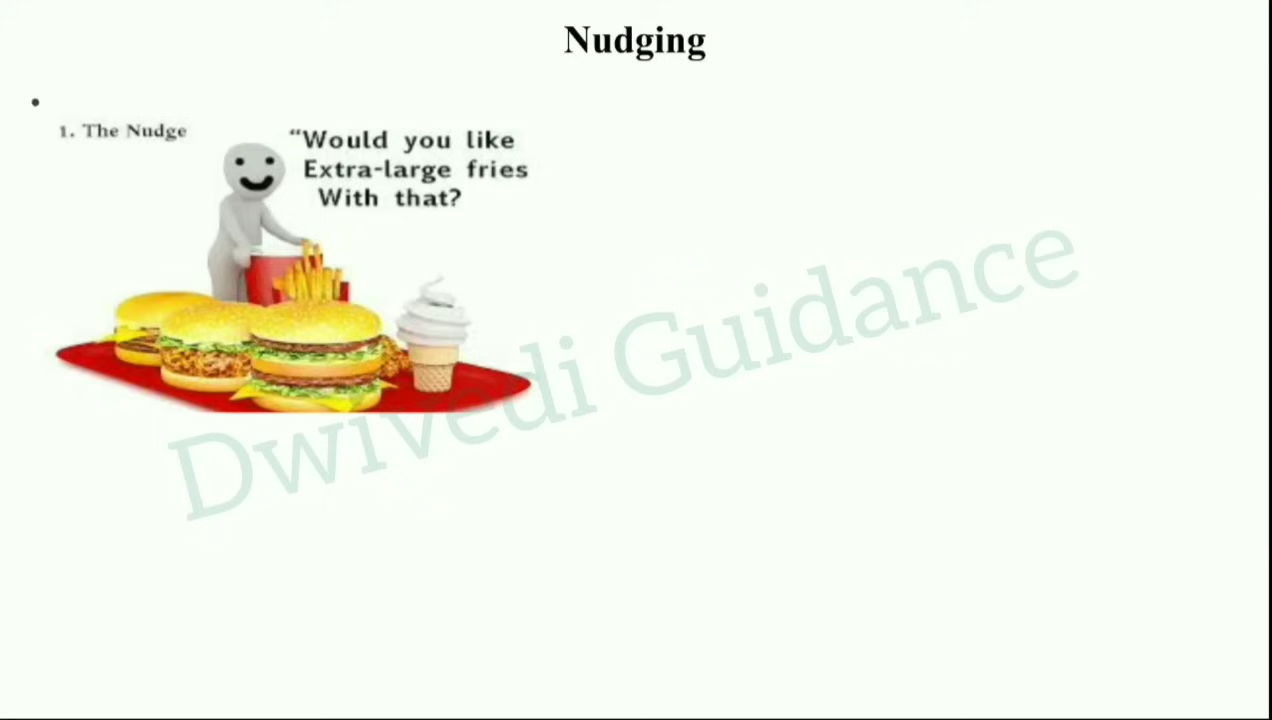 Nudging
•
1. The Nudge
“Would you like
Extra-large fries
With that?
Dwivedi Guidance